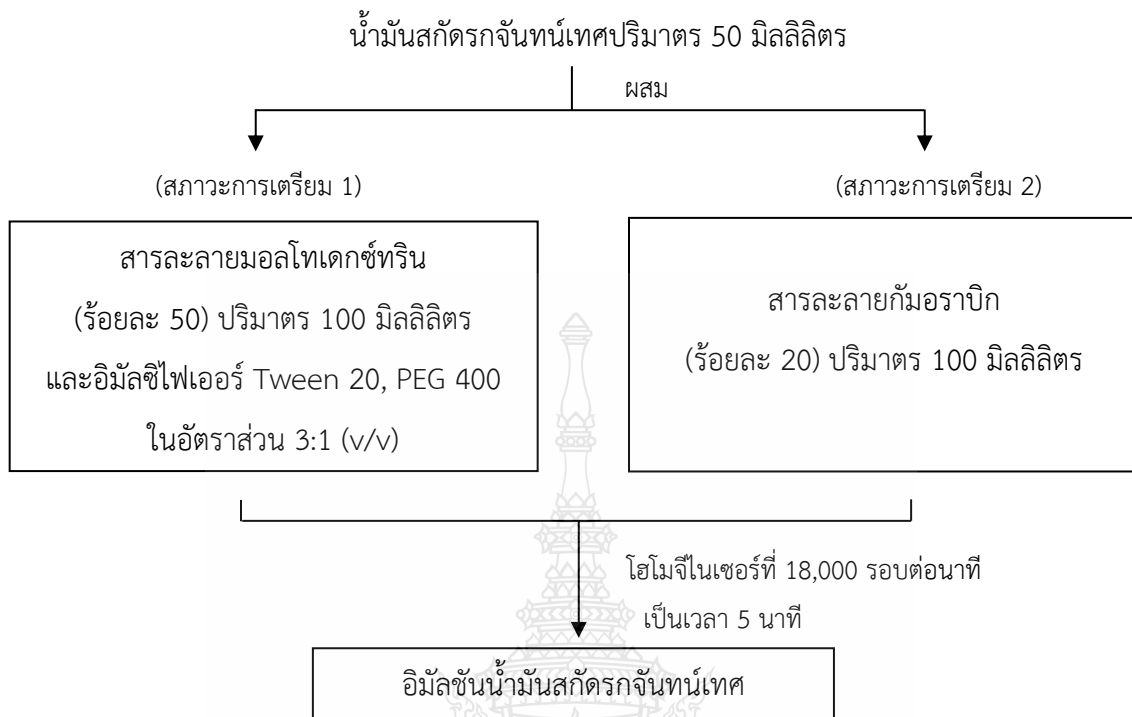 น้ำมันสกัดรกจันทน์เทศปริมาตร 50 มิลลิลิตร
ผสม
(สภาวะการเตรียม 1)
(สภาวะการเตรียม 2)
สารละลายมอลโทเดกซ์ทริน
(ร้อยละ 50) ปริมาตร 100 มิลลิลิตร
และอิมัลซิไฟเออร์ Tween 20, PEG 400
ในอัตราส่วน 3:1 (v/v)
สารละลายกัมอราบิก
(ร้อยละ 20) ปริมาตร 100 มิลลิลิตร
โฮโมจีไนเซอร์ที่ 18,000 รอบต่อนาที
เป็นเวลา 5 นาที
อิมัลชันน้ำมันสกัดรกจันทน์เทศ